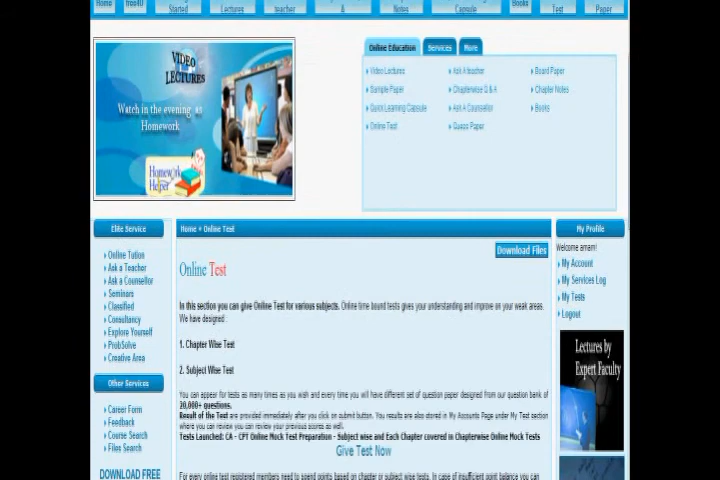 Home
free4U
Started
Lectures
teacher
&
Notes
Capsule
Books
Test
Paper
VIDEO
LECTURES
Watch in the evening as
Homework
Homework
Helper
Online Education
Services
More
Video Lectures
Ask A teacher
Board Paper
Sample Paper
Chapterwise Q & A
Chapter Notes
Quick Learning Capsule
Ask A Counsellor
Books
Online Test
Guess Paper
Elite Service
Online Tution
Ask a Teacher
Ask a Counsellor
Seminars
Classified
Consultancy
Explore Yourself
ProbSolve
Creative Area
Other Services
Career Form
Feedback
Course Search
Files Search
DOWNLOAD FREE
Home » Online Test
Download Files
Online Test
In this section you can give Online Test for various subjects. Online time bound tests gives your understanding and improve on your weak areas.
We have designed
1. Chapter Wise Test
2. Subject Wise Test
You can appear for tests as many times as you wish and every time you will have different set of question paper designed from our question bank of
20,000+ questions.
Result of the Test are provided immediately after you click on submit button. You results are also stored in My Accounts Page under My Test section
where you can review you can review your previous scores as well.
Tests Launched: CA - CPT Online Mock Test Preparation - Subject wise and Each Chapter covered in Chapterwise Online Mock Tests
Give Test Now
For every online test registered members need to spend points based on chapter or subject wise tests. In case of insufficient point balance you can
My Profile
Welcome amam!
My Account
My Services Log
My Tests
Logout
Lectures by
Expert Faculty